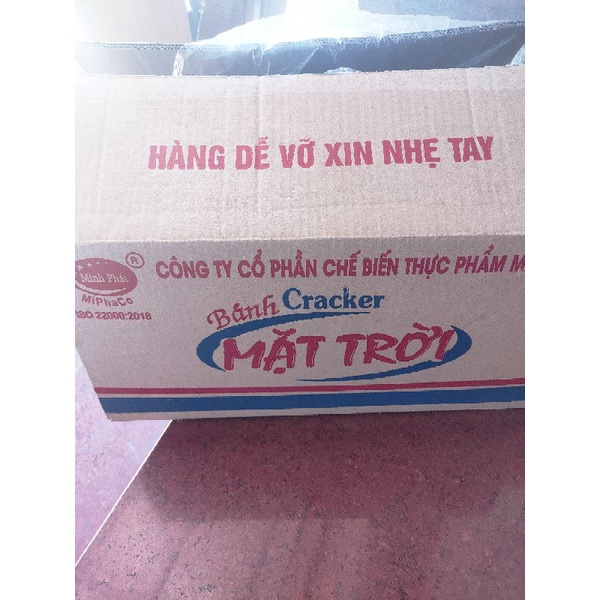 HÀNG DỄ VỠ XIN NHẸ TAY
Minh Phát ®
MiPhaCo
ISO 22000:2018
CÔNG TY CỔ PHẦN CHẾ BIẾN THỰC PHẨM M
Bánh Cracker
MẶT TRỜI